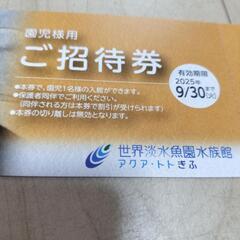 園児様用
ご招待券
有効期限
2025年
9/30まで
(火)
●本券で、園児1名様の入館ができます。
●保護者同伴でご利用ください。
(同伴される方は本券で割引が受けられます)
●本券の切り離しは無効となります。
世界淡水魚園水族館
アクア・トトぎふ